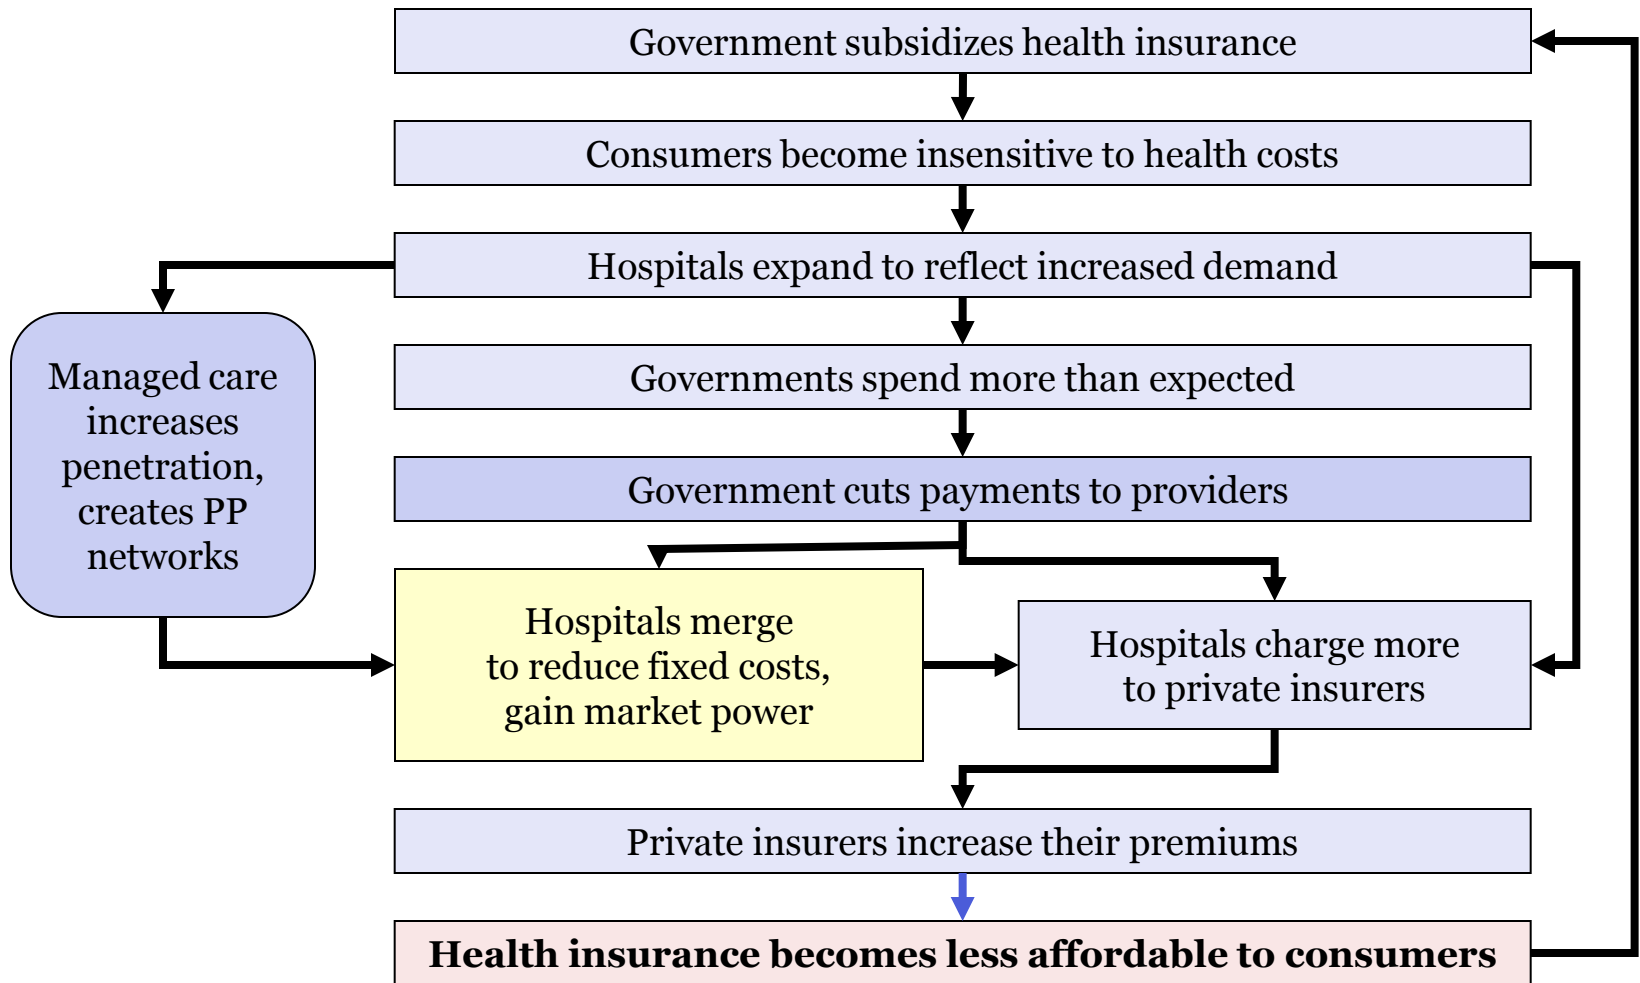 Government subsidizes health insurance
Consumers become insensitive to health costs
Hospitals expand to reflect increased demand
Managed care
increases
penetration,
creates PP
networks
Governments spend more than expected
Government cuts payments to providers
Hospitals merge
to reduce fixed costs,
gain market power
Hospitals charge more
to private insurers
Private insurers increase their premiums
Health insurance becomes less affordable to consumers